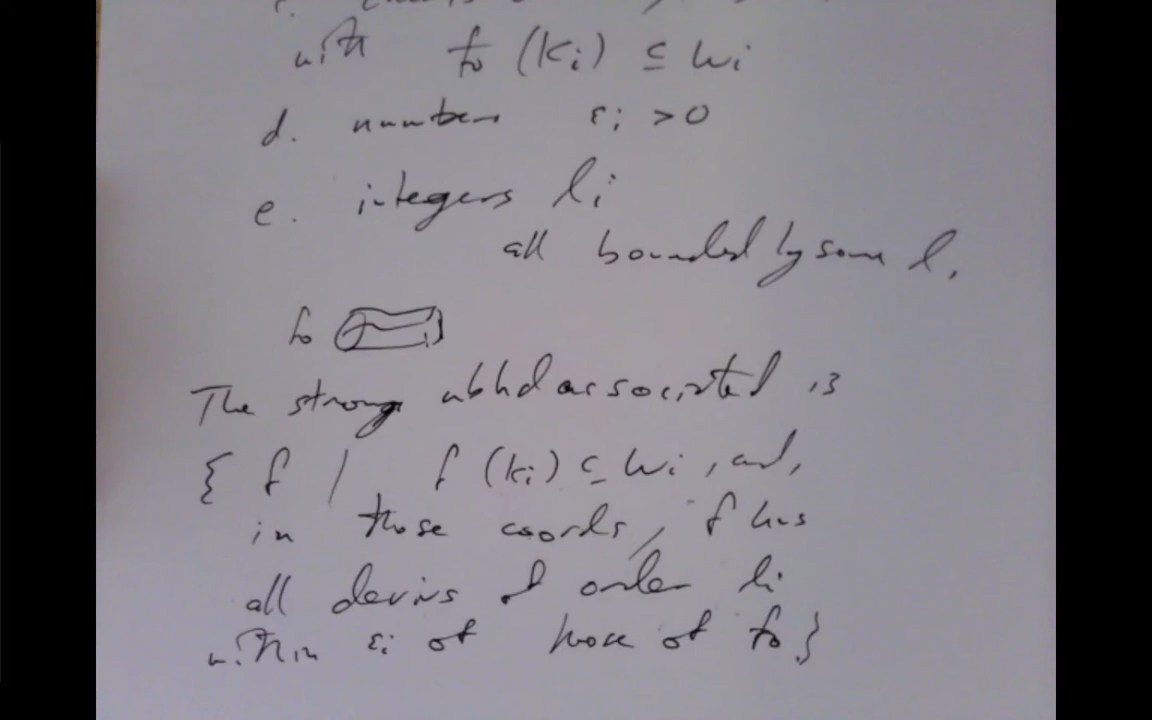 c.
with f₀ (Kᵢ) ⊆ Wᵢ
d. numbers εᵢ > 0
e. integers lᵢ
all bounded by some l.
f₀
The strong nbhd associated is
{ f | f (Kᵢ) ⊆ Wᵢ, and,
in those coords, f has
all derivs of order lᵢ
within εᵢ of those of f₀ }